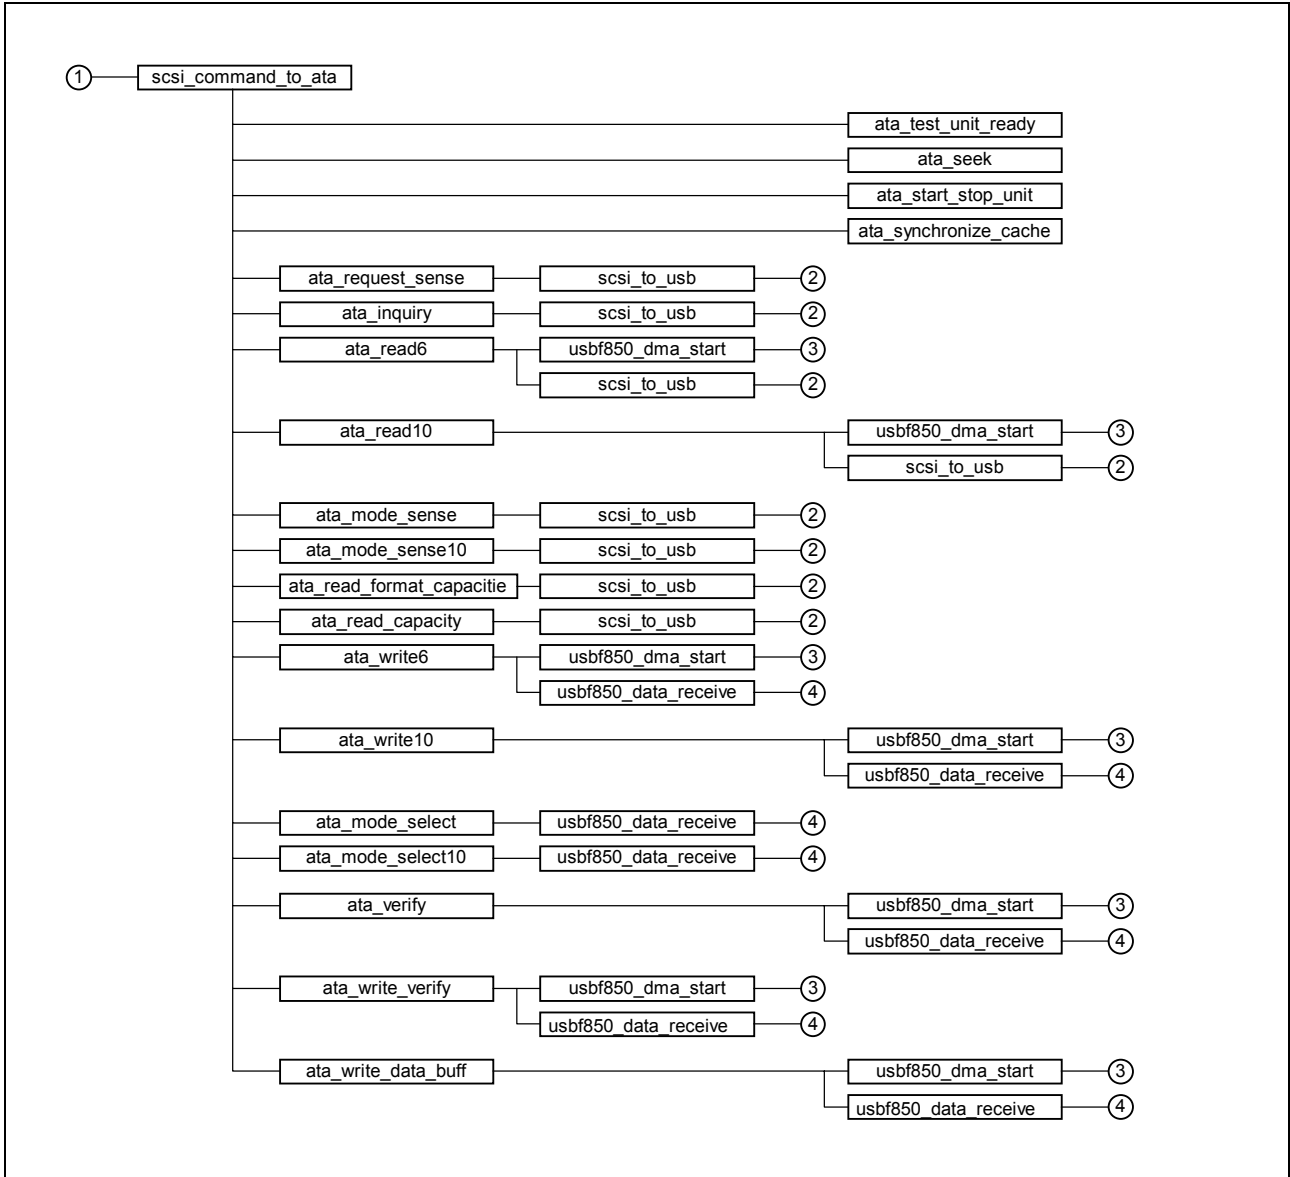 1 scsi_command_to_ata
ata_test_unit_ready
ata_seek
ata_start_stop_unit
ata_synchronize_cache
ata_request_sense scsi_to_usb 2
ata_inquiry scsi_to_usb 2
ata_read6 usbf850_dma_start 3
scsi_to_usb 2
ata_read10 usbf850_dma_start 3
scsi_to_usb 2
ata_mode_sense scsi_to_usb 2
ata_mode_sense10 scsi_to_usb 2
ata_read_format_capacitie scsi_to_usb 2
ata_read_capacity scsi_to_usb 2
ata_write6 usbf850_dma_start 3
usbf850_data_receive 4
ata_write10 usbf850_dma_start 3
usbf850_data_receive 4
ata_mode_select usbf850_data_receive 4
ata_mode_select10 usbf850_data_receive 4
ata_verify usbf850_dma_start 3
usbf850_data_receive 4
ata_write_verify usbf850_dma_start 3
usbf850_data_receive 4
ata_write_data_buff usbf850_dma_start 3
usbf850_data_receive 4